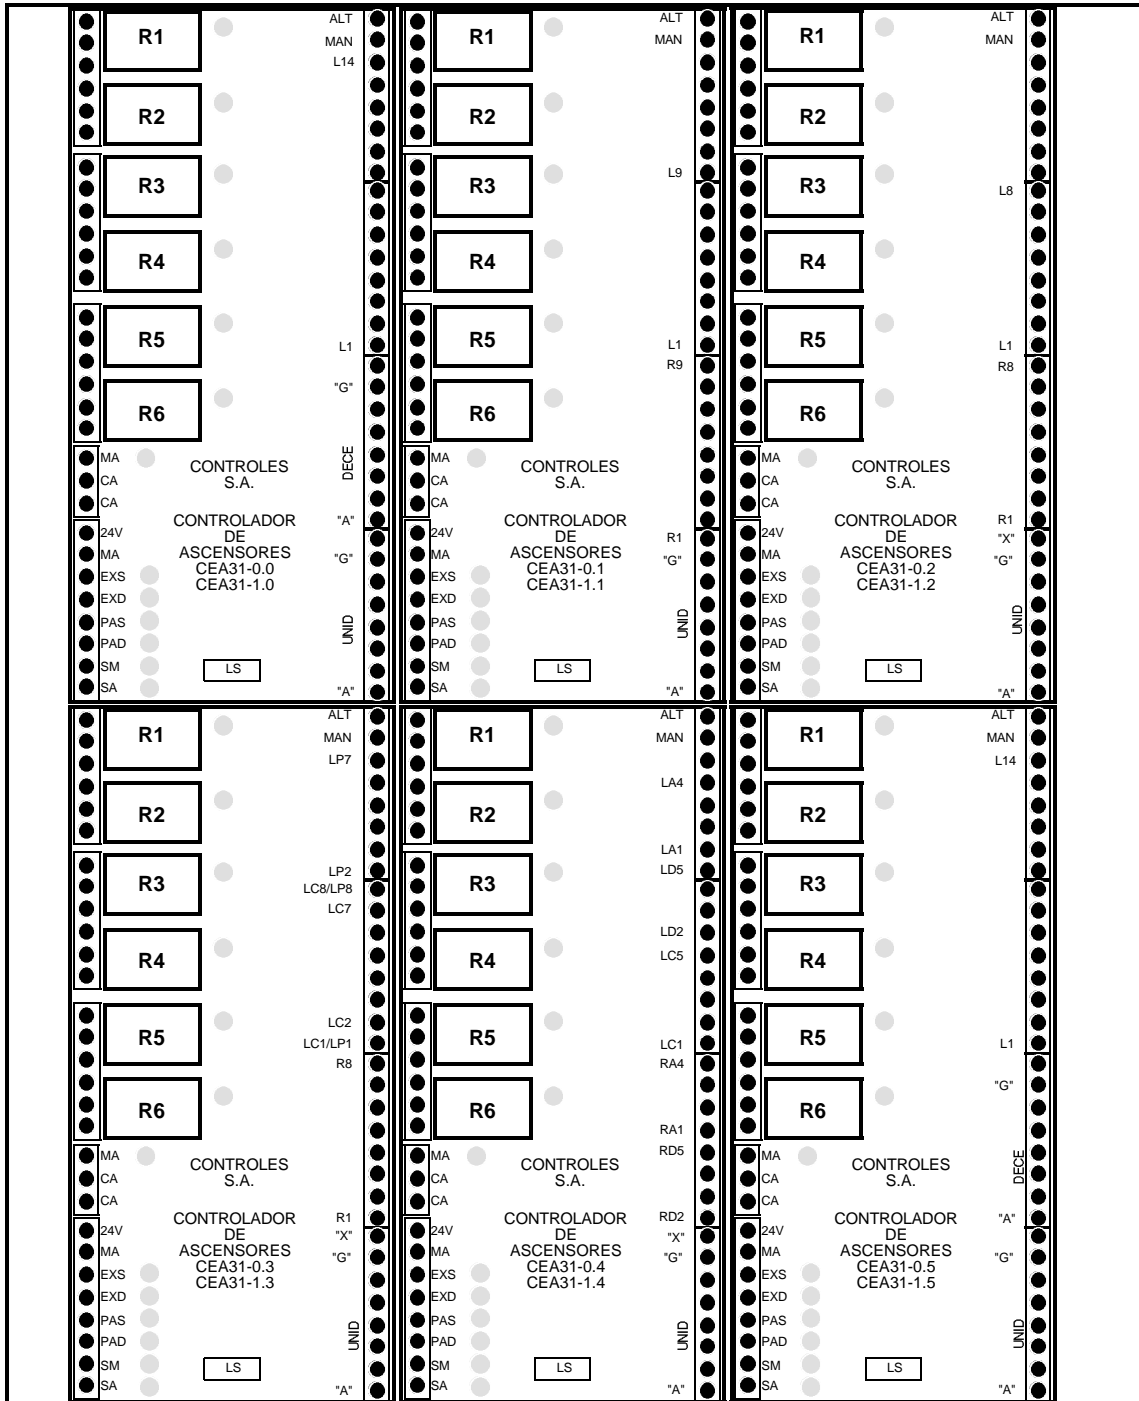 R1
ALT
MAN
L14
R2
R3
R4
R5
L1
"G"
R6
DECE
MA
CA
CA
CONTROLES
S.A.
"A"
24V
MA
EXS
EXD
PAS
PAD
SM
SA
CONTROLADOR
DE
ASCENSORES
CEA31-0.0
CEA31-1.0
"G"
UNID
LS
"A"
R1
ALT
MAN
R2
R3
L9
R4
R5
L1
R9
R6
MA
CA
CA
CONTROLES
S.A.
24V
MA
EXS
EXD
PAS
PAD
SM
SA
CONTROLADOR
DE
ASCENSORES
CEA31-0.1
CEA31-1.1
R1
"G"
UNID
LS
"A"
R1
ALT
MAN
R2
R3
L8
R4
R5
L1
R8
R6
MA
CA
CA
CONTROLES
S.A.
24V
MA
EXS
EXD
PAS
PAD
SM
SA
CONTROLADOR
DE
ASCENSORES
CEA31-0.2
CEA31-1.2
R1
"X"
"G"
UNID
LS
"A"
R1
ALT
MAN
LP7
R2
R3
LP2
LC8/LP8
LC7
R4
R5
LC2
LC1/LP1
R8
R6
MA
CA
CA
CONTROLES
S.A.
24V
MA
EXS
EXD
PAS
PAD
SM
SA
CONTROLADOR
DE
ASCENSORES
CEA31-0.3
CEA31-1.3
R1
"X"
"G"
UNID
LS
"A"
R1
ALT
MAN
LA4
R2
LA1
R3
LD5
LD2
R4
LC5
R5
LC1
RA4
R6
RA1
RD5
MA
CA
CA
CONTROLES
S.A.
24V
MA
EXS
EXD
PAS
PAD
SM
SA
CONTROLADOR
DE
ASCENSORES
CEA31-0.4
CEA31-1.4
RD2
"X"
"G"
LS
"A"
R1
ALT
MAN
L14
R2
R3
R4
R5
L1
"G"
R6
DECE
MA
CA
CA
CONTROLES
S.A.
"A"
24V
MA
EXS
EXD
PAS
PAD
SM
SA
CONTROLADOR
DE
ASCENSORES
CEA31-0.5
CEA31-1.5
"G"
UNID
LS
"A"